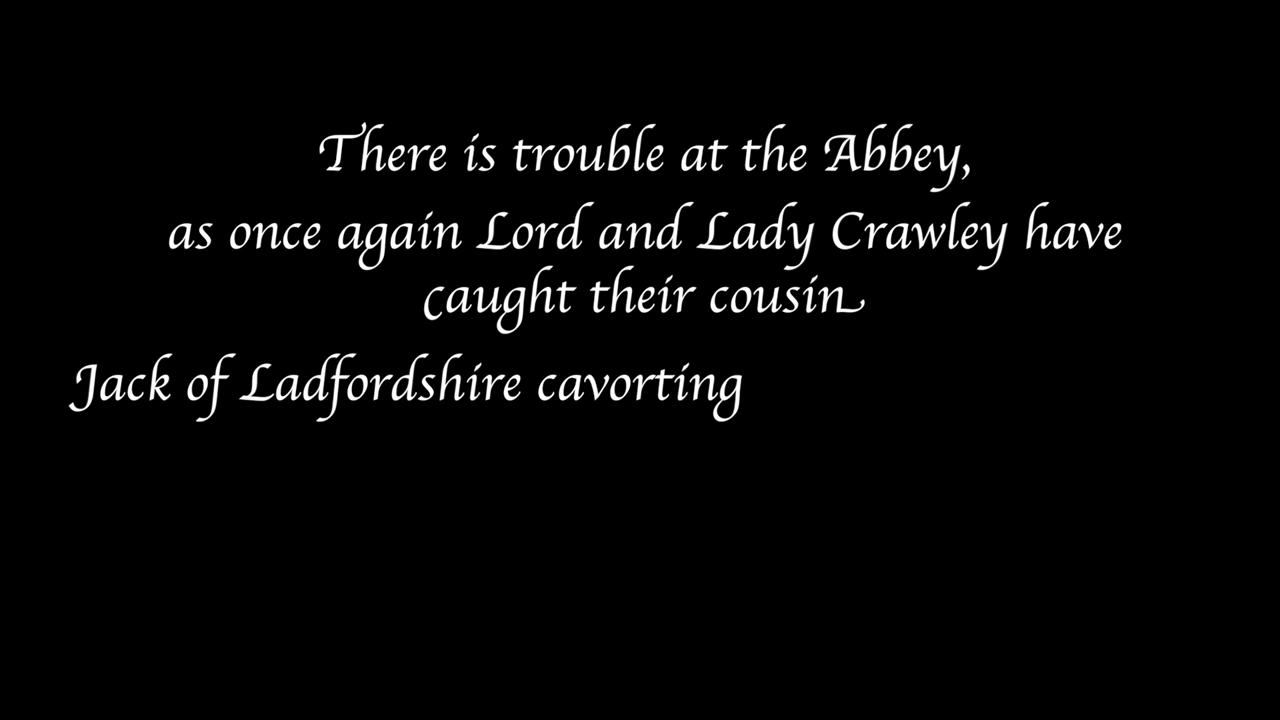 There is trouble at the Abbey,
as once again Lord and Lady Crawley have
caught their cousin
Jack of Ladfordshire cavorting